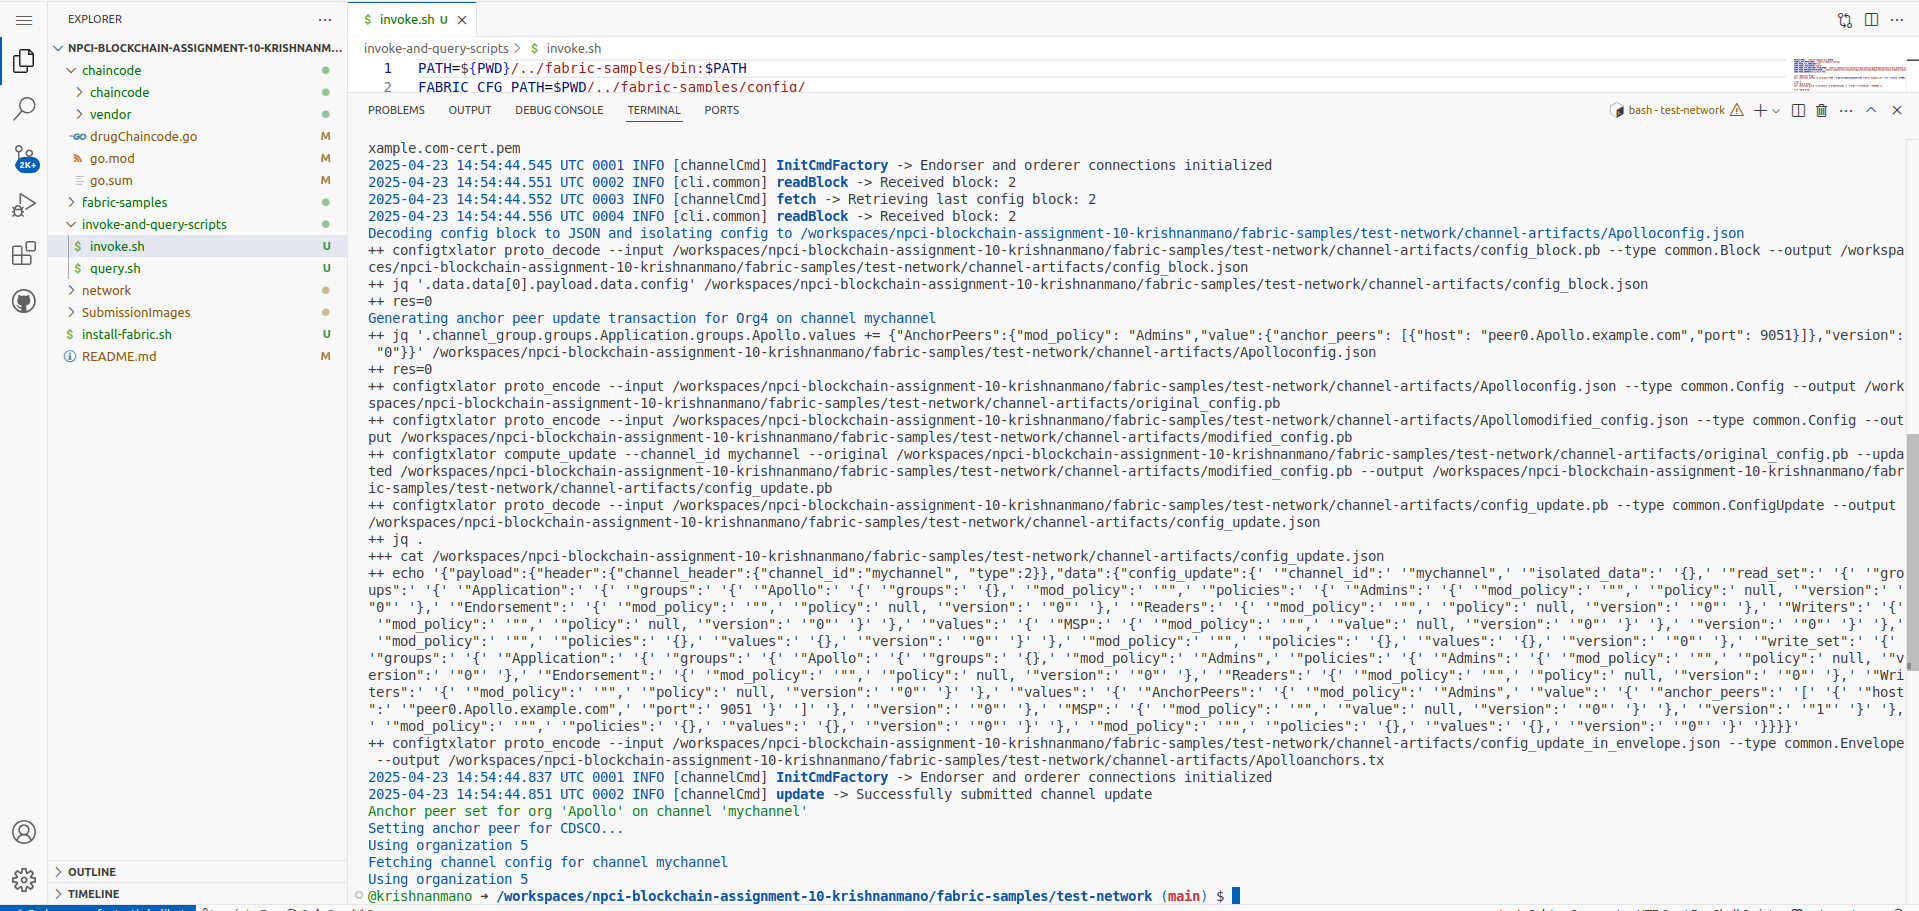 EXPLORER
NPCI-BLOCKCHAIN-ASSIGNMENT-10-KRISHNANM...
chaincode
chaincode
vendor
drugChaincode.go M
go.mod M
go.sum M
fabric-samples
invoke-and-query-scripts
invoke.sh U
query.sh U
network
SubmissionImages
install-fabric.sh U
README.md M
2K+
OUTLINE
TIMELINE
$ invoke.sh U
invoke-and-query-scripts > $ invoke.sh
1 PATH=${PWD}/../fabric-samples/bin:$PATH
2 FABRIC_CFG_PATH=$PWD/../fabric-samples/config/
PROBLEMS OUTPUT DEBUG CONSOLE TERMINAL PORTS
bash - test-network
xample.com-cert.pem
2025-04-23 14:54:44.545 UTC 0001 INFO [channelCmd] InitCmdFactory -> Endorser and orderer connections initialized
2025-04-23 14:54:44.551 UTC 0002 INFO [cli.common] readBlock -> Received block: 2
2025-04-23 14:54:44.552 UTC 0003 INFO [channelCmd] fetch -> Retrieving last config block: 2
2025-04-23 14:54:44.556 UTC 0004 INFO [cli.common] readBlock -> Received block: 2
Decoding config block to JSON and isolating config to /workspaces/npci-blockchain-assignment-10-krishnanmano/fabric-samples/test-network/channel-artifacts/Apolloconfig.json
++ configtxlator proto_decode --input /workspaces/npci-blockchain-assignment-10-krishnanmano/fabric-samples/test-network/channel-artifacts/config_block.pb --type common.Block --output /workspa
ces/npci-blockchain-assignment-10-krishnanmano/fabric-samples/test-network/channel-artifacts/config_block.json
++ jq '.data.data[0].payload.data.config' /workspaces/npci-blockchain-assignment-10-krishnanmano/fabric-samples/test-network/channel-artifacts/config_block.json
++ res=0
Generating anchor peer update transaction for Org4 on channel mychannel
++ jq '.channel_group.groups.Application.groups.Apollo.values += {"AnchorPeers":{"mod_policy": "Admins","value":{"anchor_peers": [{"host": "peer0.Apollo.example.com","port": 9051}]},"version":
"0"}}' /workspaces/npci-blockchain-assignment-10-krishnanmano/fabric-samples/test-network/channel-artifacts/Apolloconfig.json
++ res=0
++ configtxlator proto_encode --input /workspaces/npci-blockchain-assignment-10-krishnanmano/fabric-samples/test-network/channel-artifacts/Apolloconfig.json --type common.Config --output /work
spaces/npci-blockchain-assignment-10-krishnanmano/fabric-samples/test-network/channel-artifacts/original_config.pb
++ configtxlator proto_encode --input /workspaces/npci-blockchain-assignment-10-krishnanmano/fabric-samples/test-network/channel-artifacts/Apollomodified_config.json --type common.Config --out
put /workspaces/npci-blockchain-assignment-10-krishnanmano/fabric-samples/test-network/channel-artifacts/modified_config.pb
++ configtxlator compute_update --channel_id mychannel --original /workspaces/npci-blockchain-assignment-10-krishnanmano/fabric-samples/test-network/channel-artifacts/original_config.pb --upda
ted /workspaces/npci-blockchain-assignment-10-krishnanmano/fabric-samples/test-network/channel-artifacts/modified_config.pb --output /workspaces/npci-blockchain-assignment-10-krishnanmano/fabr
ic-samples/test-network/channel-artifacts/config_update.pb
++ configtxlator proto_decode --input /workspaces/npci-blockchain-assignment-10-krishnanmano/fabric-samples/test-network/channel-artifacts/config_update.pb --type common.ConfigUpdate --output
/workspaces/npci-blockchain-assignment-10-krishnanmano/fabric-samples/test-network/channel-artifacts/config_update.json
++ jq .
+++ cat /workspaces/npci-blockchain-assignment-10-krishnanmano/fabric-samples/test-network/channel-artifacts/config_update.json
++ echo '{"payload":{"header":{"channel_header":{"channel_id":"mychannel", "type":2}},"data":{"config_update":{' '"channel_id":' '"mychannel",' '"isolated_data":' '{},' '"read_set":' '{' '"gro
ups":' '{' '"Application":' '{' '"groups":' '{' '"Apollo":' '{' '"groups":' '{},' '"mod_policy":' '"",' '"policies":' '{' '"Admins":' '{' '"mod_policy":' '"",' '"policy":' null, '"version":' '
"0"' '},' '"Endorsement":' '{' '"mod_policy":' '"",' '"policy":' null, '"version":' '"0"' '},' '"Readers":' '{' '"mod_policy":' '"",' '"policy":' null, '"version":' '"0"' '},' '"Writers":' '{'
'"mod_policy":' '"",' '"policy":' null, '"version":' '"0"' '}' '},' '"values":' '{' '"MSP":' '{' '"mod_policy":' '"",' '"value":' null, '"version":' '"0"' '}' '},' '"version":' '"0"' '}' '},'
'"mod_policy":' '"",' '"policies":' '{},' '"values":' '{},' '"version":' '"0"' '}' '},' '"mod_policy":' '"",' '"policies":' '{},' '"values":' '{},' '"version":' '"0"' '},' '"write_set":' '{'
'"groups":' '{' '"Application":' '{' '"groups":' '{' '"Apollo":' '{' '"groups":' '{},' '"mod_policy":' '"Admins",' '"policies":' '{' '"Admins":' '{' '"mod_policy":' '"",' '"policy":' null, '"v
ersion":' '"0"' '},' '"Endorsement":' '{' '"mod_policy":' '"",' '"policy":' null, '"version":' '"0"' '},' '"Readers":' '{' '"mod_policy":' '"",' '"policy":' null, '"version":' '"0"' '},' '"Wri
ters":' '{' '"mod_policy":' '"",' '"policy":' null, '"version":' '"0"' '}' '},' '"values":' '{' '"AnchorPeers":' '{' '"mod_policy":' '"Admins",' '"value":' '{' '"anchor_peers":' '[' '{' '"host
":' '"peer0.Apollo.example.com",' '"port":' 9051 '}' ']' '},' '"version":' '"0"' '},' '"MSP":' '{' '"mod_policy":' '"",' '"value":' null, '"version":' '"0"' '}' '},' '"version":' '"1"' '}' '},
' '"mod_policy":' '"",' '"policies":' '{},' '"values":' '{},' '"version":' '"0"' '}' '},' '"mod_policy":' '"",' '"policies":' '{},' '"values":' '{},' '"version":' '"0"' '}' '}}}}'
++ configtxlator proto_encode --input /workspaces/npci-blockchain-assignment-10-krishnanmano/fabric-samples/test-network/channel-artifacts/config_update_in_envelope.json --type common.Envelope
--output /workspaces/npci-blockchain-assignment-10-krishnanmano/fabric-samples/test-network/channel-artifacts/Apolloanchors.tx
2025-04-23 14:54:44.837 UTC 0001 INFO [channelCmd] InitCmdFactory -> Endorser and orderer connections initialized
2025-04-23 14:54:44.851 UTC 0002 INFO [channelCmd] update -> Successfully submitted channel update
Anchor peer set for org 'Apollo' on channel 'mychannel'
Setting anchor peer for CDSCO...
Using organization 5
Fetching channel config for channel mychannel
Using organization 5
@krishnanmano ➜ /workspaces/npci-blockchain-assignment-10-krishnanmano/fabric-samples/test-network (main) $